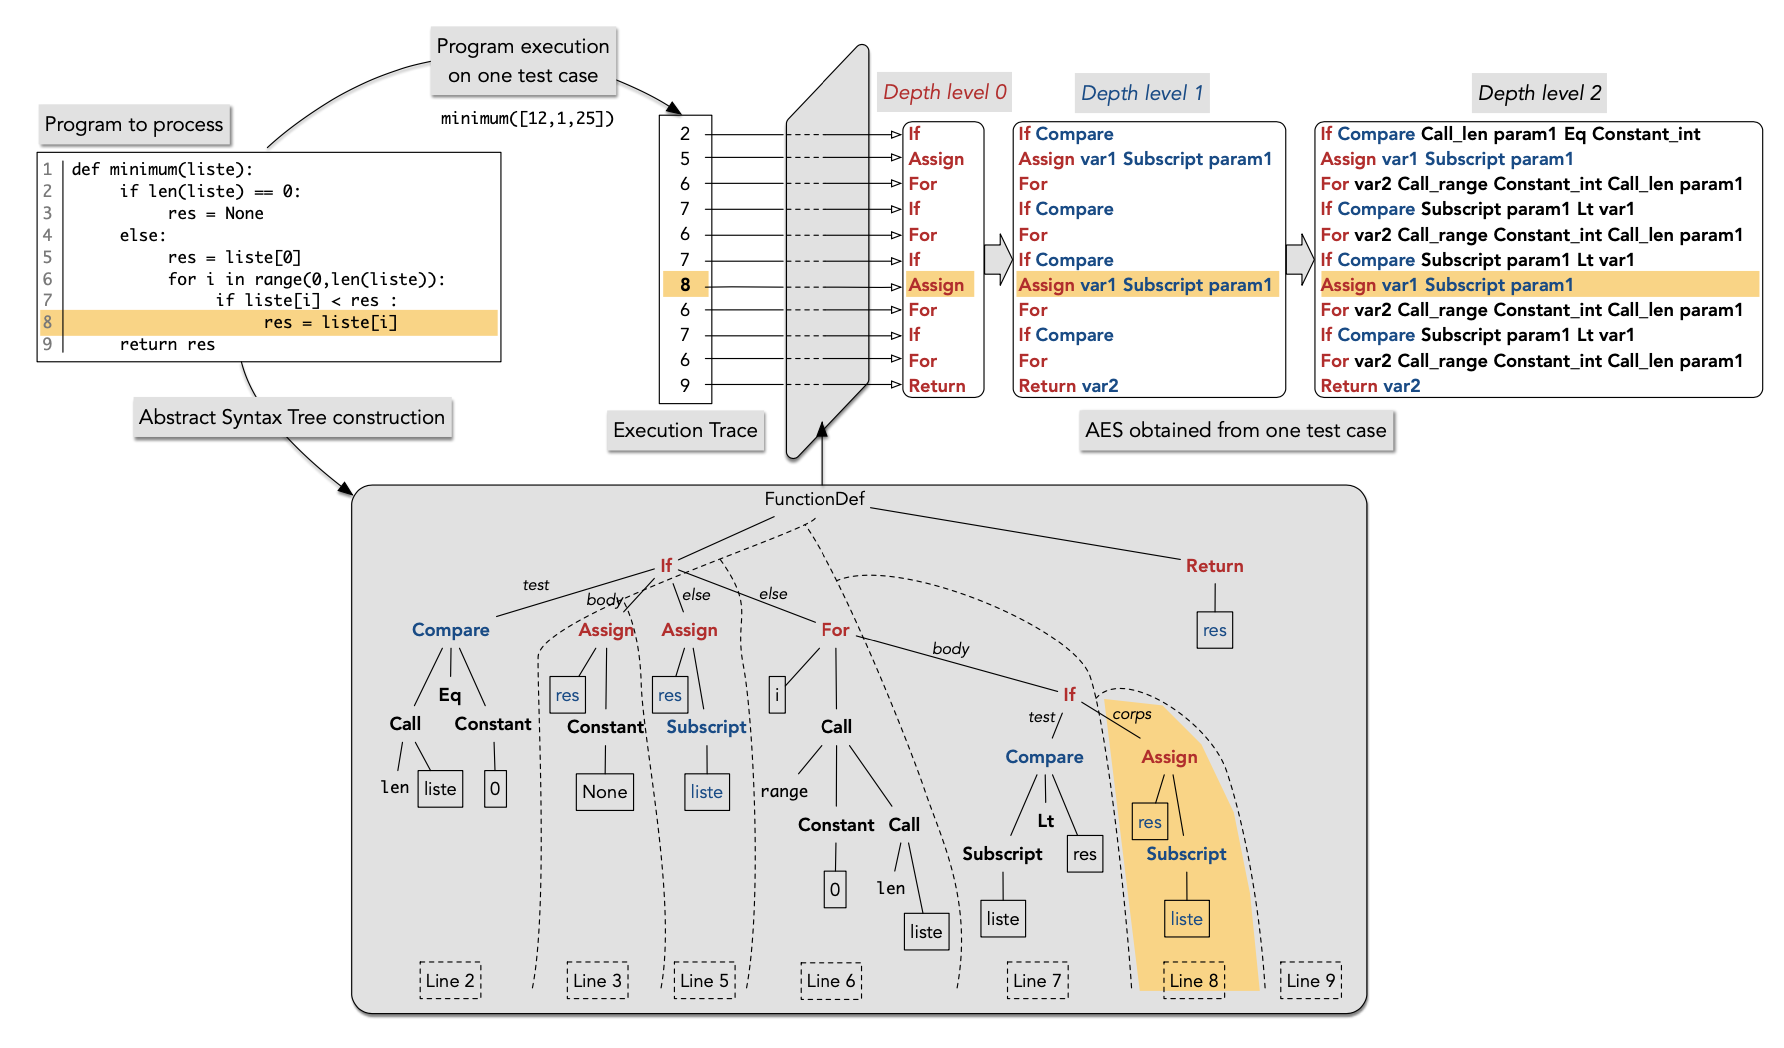 Program execution
on one test case
minimum([12,1,25])
Program to process
1 def minimum(liste):
2 if len(liste) == 0:
3 res = None
4 else:
5 res = liste[0]
6 for i in range(0,len(liste)):
7 if liste[i] < res :
8 res = liste[i]
9 return res
Abstract Syntax Tree construction
2
5
6
7
6
7
8
6
7
6
9
Execution Trace
Depth level 0
If
Assign
For
If
For
If
Assign
For
If
For
Return
Depth level 1
If Compare
Assign var1 Subscript param1
For
If Compare
For
If Compare
Assign var1 Subscript param1
For
If Compare
For
Return var2
Depth level 2
If Compare Call_len param1 Eq Constant_int
Assign var1 Subscript param1
For var2 Call_range Constant_int Call_len param1
If Compare Subscript param1 Lt var1
For var2 Call_range Constant_int Call_len param1
If Compare Subscript param1 Lt var1
Assign var1 Subscript param1
For var2 Call_range Constant_int Call_len param1
If Compare Subscript param1 Lt var1
For var2 Call_range Constant_int Call_len param1
Return var2
AES obtained from one test case
FunctionDef
If
Return
test
body
else
else
res
Compare
Assign
Assign
For
body
Eq
res
res
i
If
Call
Constant
Constant
Subscript
Call
test
corps
len
liste
0
None
liste
range
Compare
Assign
Constant
Call
Lt
res
Subscript
res
Subscript
0
len
liste
liste
liste
Line 2
Line 3
Line 5
Line 6
Line 7
Line 8
Line 9